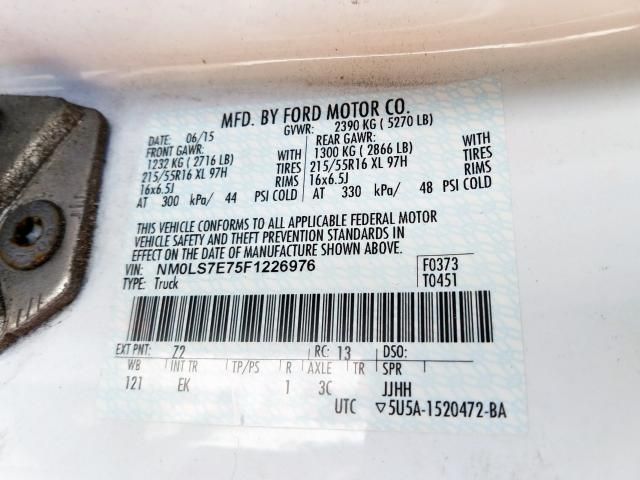 MFD. BY FORD MOTOR CO.
DATE: 06/15 GVWR: 2390 KG ( 5270 LB)
FRONT GAWR: REAR GAWR:
1232 KG ( 2716 LB) WITH 1300 KG ( 2866 LB) WITH
215/55R16 XL 97H TIRES 215/55R16 XL 97H TIRES
16x6.5J RIMS 16x6.5J RIMS
AT 300 kPa/ 44 PSI COLD AT 330 kPa/ 48 PSI COLD
THIS VEHICLE CONFORMS TO ALL APPLICABLE FEDERAL MOTOR
VEHICLE SAFETY AND THEFT PREVENTION STANDARDS IN
EFFECT ON THE DATE OF MANUFACTURE SHOWN ABOVE.
VIN: NM0LS7E75F1226976 F0373
TYPE: Truck T0451
EXT PNT: Z2 RC: 13 DSO:
WB INT TR TP/PS R AXLE TR SPR
121 EK 1 3C JJHH
UTC ▽5U5A-1520472-BA